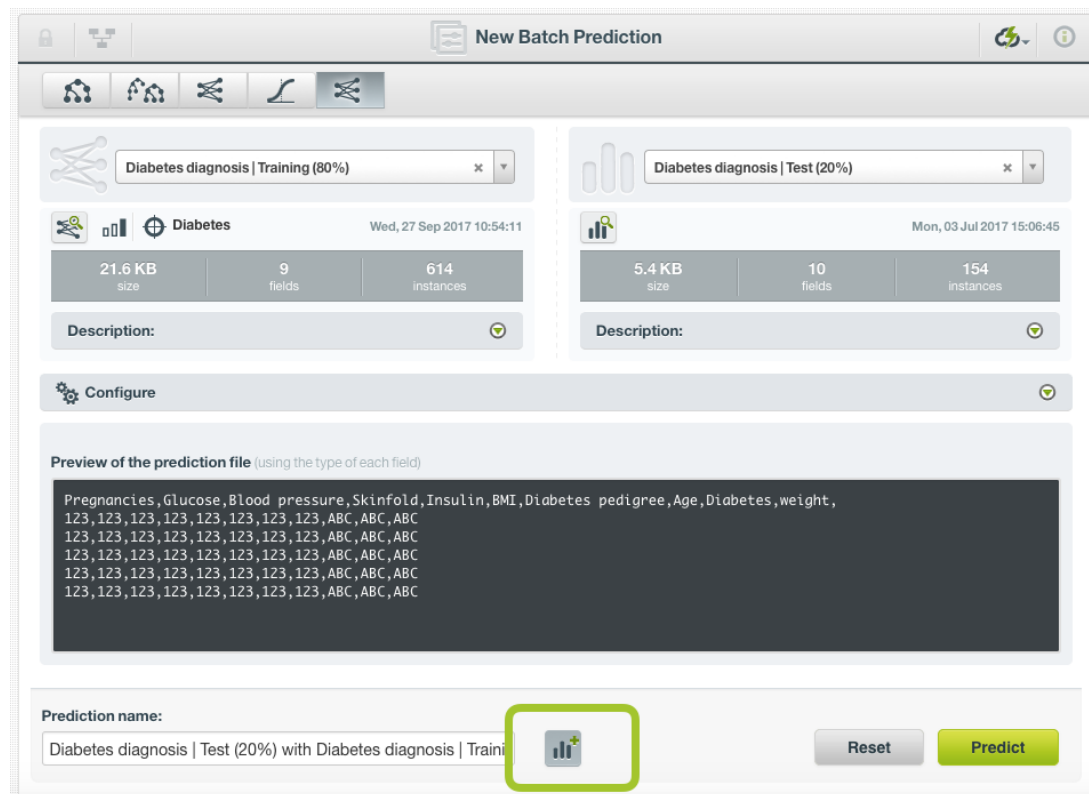 New Batch Prediction
Diabetes diagnosis | Training (80%)
Diabetes diagnosis | Test (20%)
Diabetes
Wed, 27 Sep 2017 10:54:11
Mon, 03 Jul 2017 15:06:45
21.6 KB
size
9
fields
614
instances
5.4 KB
size
10
fields
154
instances
Description:
Description:
Configure
Preview of the prediction file (using the type of each field)
Pregnancies,Glucose,Blood pressure,Skinfold,Insulin,BMI,Diabetes pedigree,Age,Diabetes,weight,
123,123,123,123,123,123,123,123,ABC,ABC,ABC
123,123,123,123,123,123,123,123,ABC,ABC,ABC
123,123,123,123,123,123,123,123,ABC,ABC,ABC
123,123,123,123,123,123,123,123,ABC,ABC,ABC
123,123,123,123,123,123,123,123,ABC,ABC,ABC
Prediction name:
Diabetes diagnosis | Test (20%) with Diabetes diagnosis | Traini
Reset
Predict